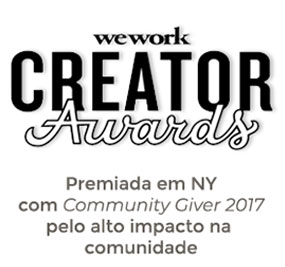 wework
CREATOR
Awards
Premiada em NY
com Community Giver 2017
pelo alto impacto na
comunidade